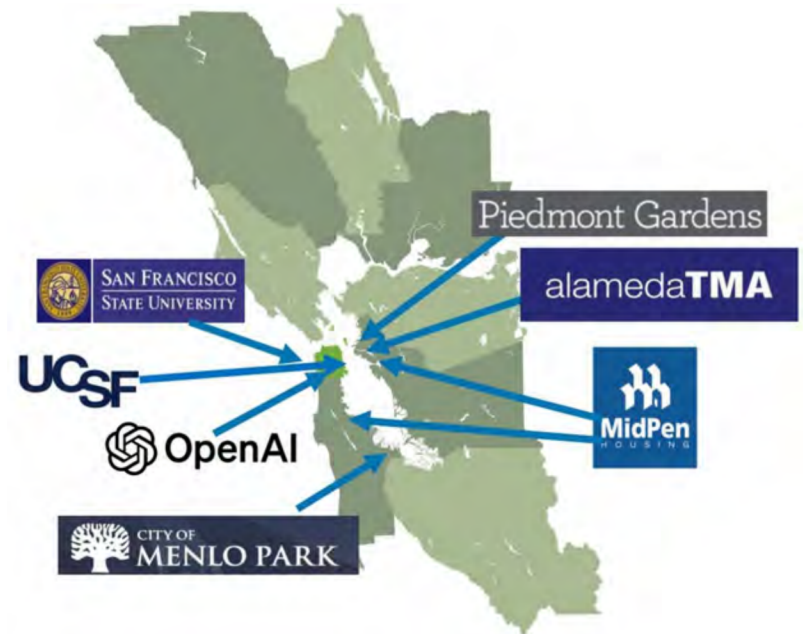 Piedmont Gardens
alamedaTMA
SAN FRANCISCO
STATE UNIVERSITY
UCSF
OpenAI
MidPen
HOUSING
CITY OF
MENLO PARK